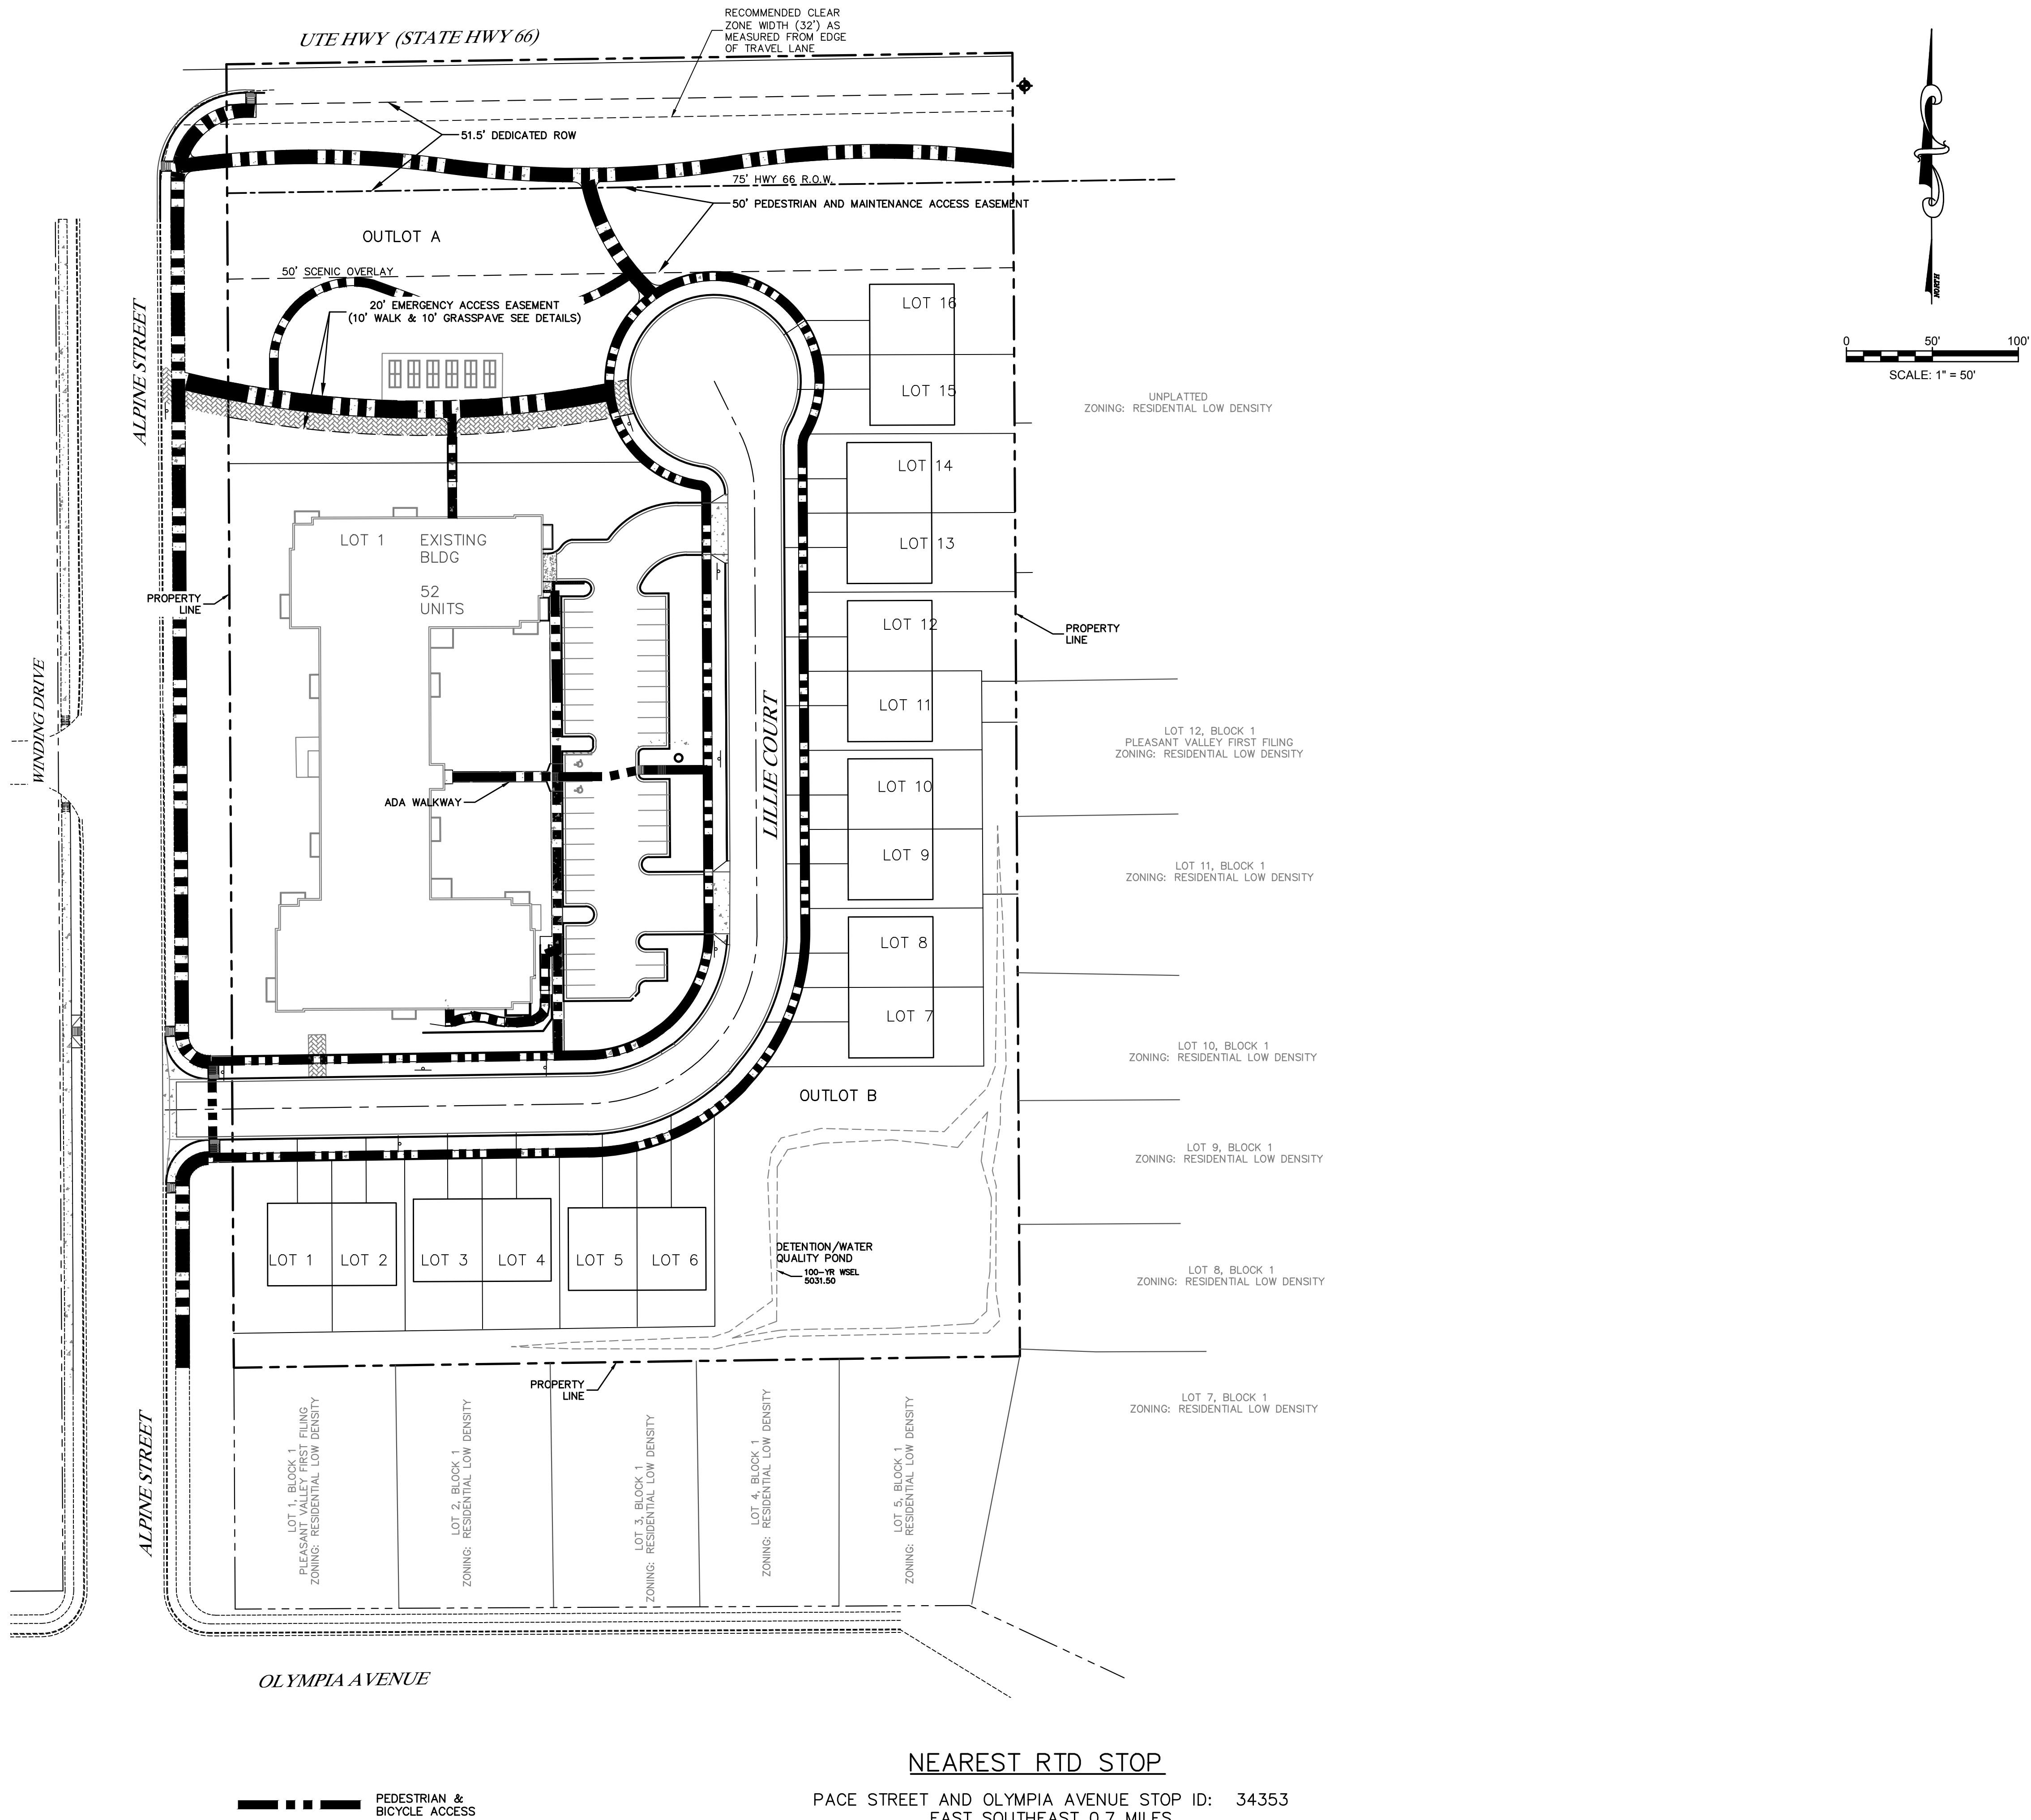 UTE HWY (STATE HWY 66)
RECOMMENDED CLEAR
ZONE WIDTH (32') AS
MEASURED FROM EDGE
OF TRAVEL LANE
51.5' DEDICATED ROW
75' HWY 66 R.O.W.
50' PEDESTRIAN AND MAINTENANCE ACCESS EASEMENT
OUTLOT A
50' SCENIC OVERLAY
20' EMERGENCY ACCESS EASEMENT
(10' WALK & 10' GRASSPAVE SEE DETAILS)
ALPINE STREET
NORTH
0 50' 100'
SCALE: 1" = 50'
LOT 16
LOT 15
UNPLATTED
ZONING: RESIDENTIAL LOW DENSITY
LOT 14
LOT 13
LOT 1
EXISTING
BLDG
52
UNITS
PROPERTY
LINE
LOT 12
PROPERTY
LINE
WINDING DRIVE
LOT 11
LILLIE COURT
LOT 12, BLOCK 1
PLEASANT VALLEY FIRST FILING
ZONING: RESIDENTIAL LOW DENSITY
ADA WALKWAY
LOT 10
LOT 9
LOT 11, BLOCK 1
ZONING: RESIDENTIAL LOW DENSITY
LOT 8
LOT 7
LOT 10, BLOCK 1
ZONING: RESIDENTIAL LOW DENSITY
OUTLOT B
LOT 9, BLOCK 1
ZONING: RESIDENTIAL LOW DENSITY
LOT 1
LOT 2
LOT 3
LOT 4
LOT 5
LOT 6
DETENTION/WATER
QUALITY POND
100-YR WSEL
5031.50
LOT 8, BLOCK 1
ZONING: RESIDENTIAL LOW DENSITY
PROPERTY
LINE
LOT 7, BLOCK 1
ZONING: RESIDENTIAL LOW DENSITY
ALPINE STREET
LOT 1, BLOCK 1
PLEASANT VALLEY FIRST FILING
ZONING: RESIDENTIAL LOW DENSITY
LOT 2, BLOCK 1
ZONING: RESIDENTIAL LOW DENSITY
LOT 3, BLOCK 1
ZONING: RESIDENTIAL LOW DENSITY
LOT 4, BLOCK 1
ZONING: RESIDENTIAL LOW DENSITY
LOT 5, BLOCK 1
ZONING: RESIDENTIAL LOW DENSITY
OLYMPIA AVENUE
NEAREST RTD STOP
PACE STREET AND OLYMPIA AVENUE STOP ID: 34353
EAST SOUTHEAST 0.7 MILES
PEDESTRIAN &
BICYCLE ACCESS